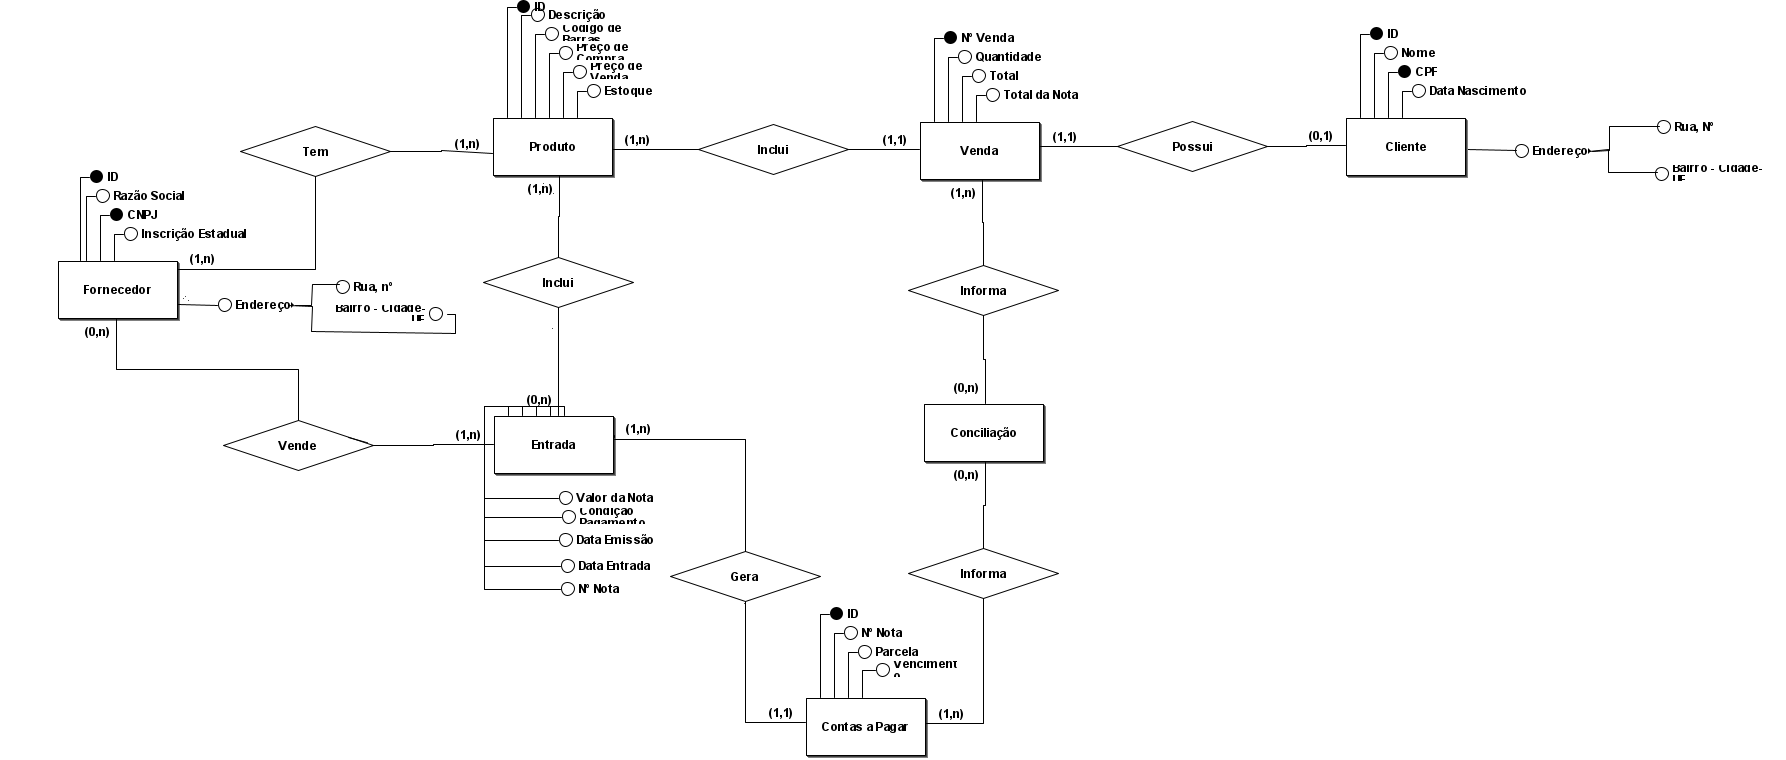 ID
Descrição
Código de
Barras
Preço de
Compra
Preço de
Venda
Estoque
Nº Venda
Quantidade
Total
Total da Nota
ID
Nome
CPF
Data Nascimento
Tem
(1,n)
Produto
(1,n)
Inclui
(1,1)
Venda
(1,1)
Possui
(0,1)
Cliente
Endereço
Rua, Nº
Bairro - Cidade-
UF
ID
Razão Social
CNPJ
Inscrição Estadual
(1,n)
(1,n)
(1,n)
Fornecedor
Endereço
Rua, nº
Bairro - Cidade-
UF
Inclui
Informa
(0,n)
(0,n)
(0,n)
Vende
(1,n)
Entrada
(1,n)
Conciliação
(0,n)
Valor da Nota
Condição
Pagamento
Data Emissão
Data Entrada
Nº Nota
Gera
Informa
ID
Nº Nota
Parcela
Venciment
o
(1,1)
Contas a Pagar
(1,n)